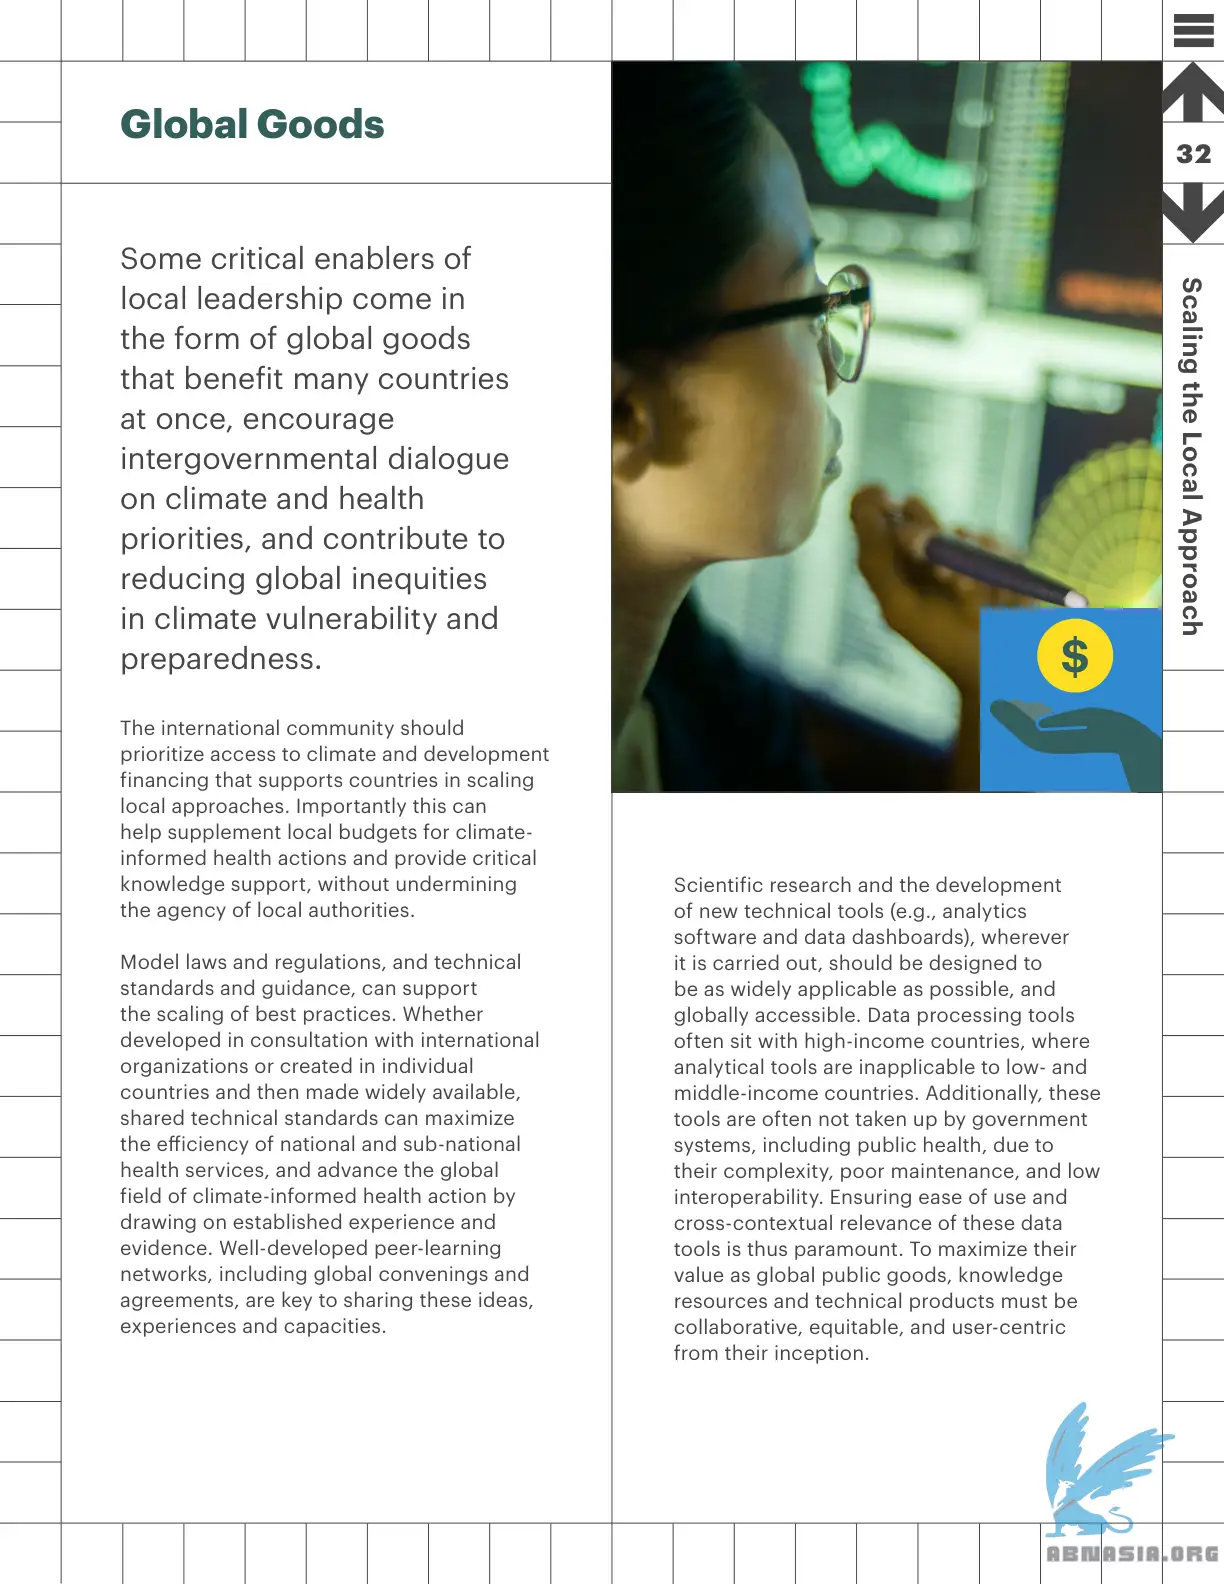 Global Goods
Some critical enablers of
local leadership come in
the form of global goods
that benefit many countries
at once, encourage
intergovernmental dialogue
on climate and health
priorities, and contribute to
reducing global inequities
in climate vulnerability and
preparedness.
The international community should
prioritize access to climate and development
financing that supports countries in scaling
local approaches. Importantly this can
help supplement local budgets for climate-
informed health actions and provide critical
knowledge support, without undermining
the agency of local authorities.
Model laws and regulations, and technical
standards and guidance, can support
the scaling of best practices. Whether
developed in consultation with international
organizations or created in individual
countries and then made widely available,
shared technical standards can maximize
the efficiency of national and sub-national
health services, and advance the global
field of climate-informed health action by
drawing on established experience and
evidence. Well-developed peer-learning
networks, including global convenings and
agreements, are key to sharing these ideas,
experiences and capacities.
$
Scientific research and the development
of new technical tools (e.g., analytics
software and data dashboards), wherever
it is carried out, should be designed to
be as widely applicable as possible, and
globally accessible. Data processing tools
often sit with high-income countries, where
analytical tools are inapplicable to low- and
middle-income countries. Additionally, these
tools are often not taken up by government
systems, including public health, due to
their complexity, poor maintenance, and low
interoperability. Ensuring ease of use and
cross-contextual relevance of these data
tools is thus paramount. To maximize their
value as global public goods, knowledge
resources and technical products must be
collaborative, equitable, and user-centric
from their inception.
32
Scaling the Local Approach
ABNASIA.ORG